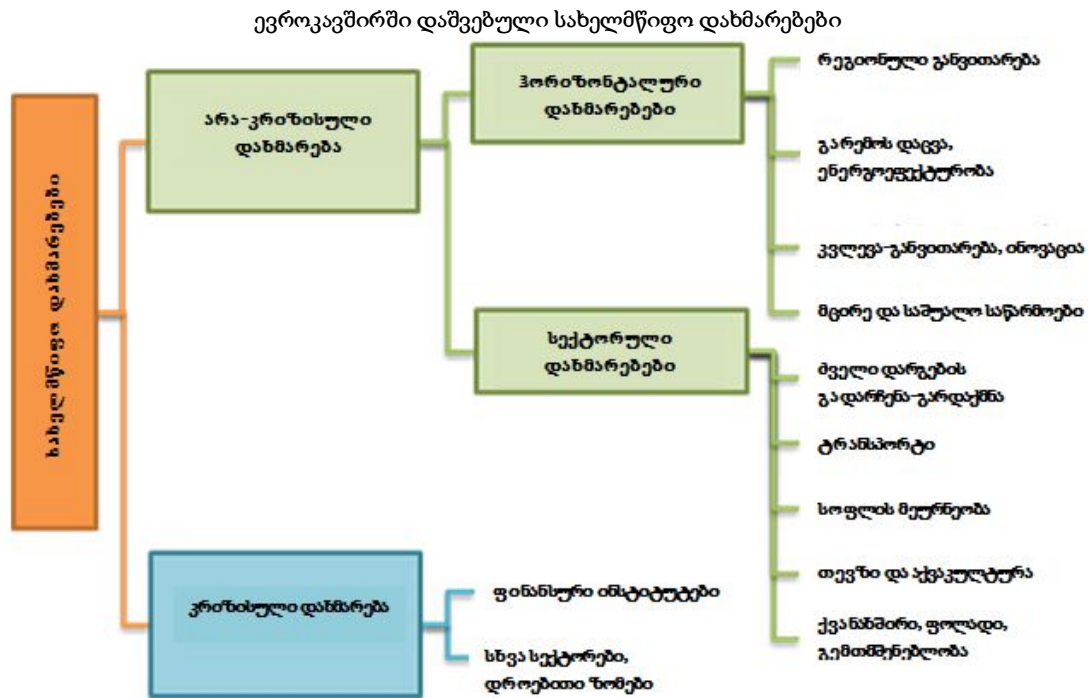 ევროკავშირში დაშვებული სახელმწიფო დახმარებები
სახელმწიფო დახმარებები
არა-კრიზისული
დახმარება
ჰორიზონტალური
დახმარებები
რეგიონული განვითარება
გარემოს დაცვა,
ენერგოეფექტურობა
კვლევა-განვითარება, ინოვაცია
მცირე და საშუალო საწარმოები
სექტორული
დახმარებები
ძველი დარგების
გადარჩენა-გარდაქმნა
ტრანსპორტი
სოფლის მეურნეობა
თევზი და აქვაკულტურა
ქვანახშირი, ფოლადი,
გემთმშენებლობა
კრიზისული დახმარება
ფინანსური ინსტიტუტები
სხვა სექტორები,
დროებითი ზომები